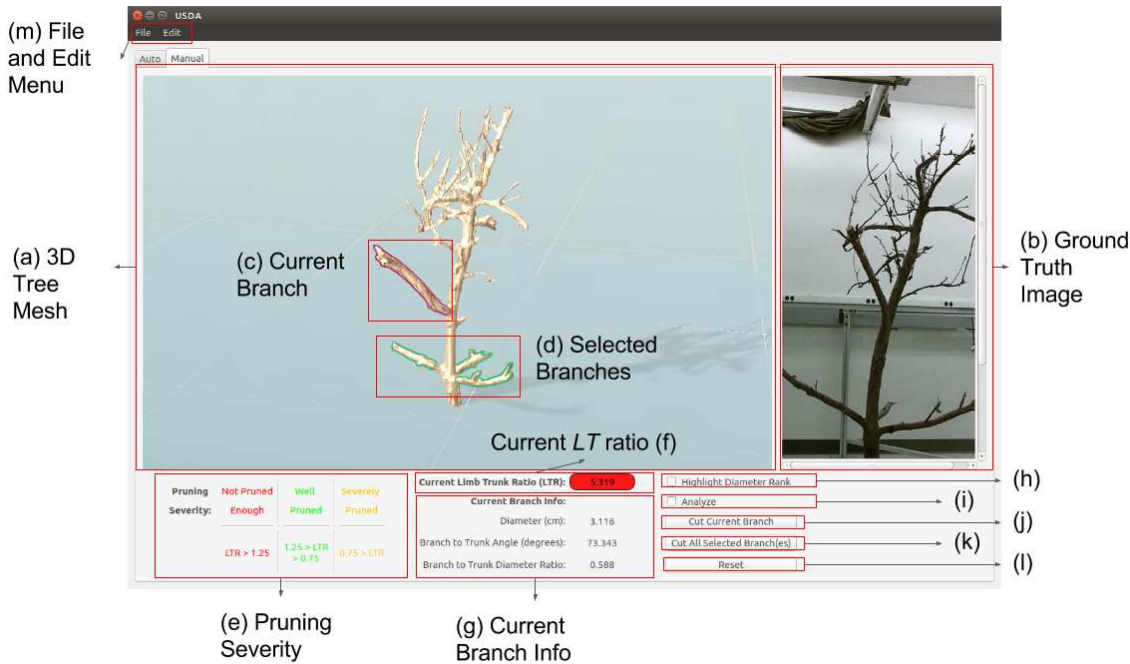 USDA
File Edit
(m) File
and Edit
Menu
Auto Manual
(a) 3D
Tree
Mesh
(c) Current
Branch
(d) Selected
Branches
(b) Ground
Truth
Image
Current LT ratio (f)
Pruning Severity:
Not Pruned Enough
Well Pruned
Severely Pruned
LTR > 1.25
1.25 > LTR > 0.75
0.75 > LTR
Current Limb Trunk Ratio (LTR): 5.319
Current Branch Info:
Diameter (cm): 3.116
Branch to Trunk Angle (degrees): 73.343
Branch to Trunk Diameter Ratio: 0.588
Highlight Diameter Rank
Analyze
Cut Current Branch
Cut All Selected Branch(es)
Reset
(h)
(i)
(j)
(k)
(l)
(e) Pruning
Severity
(g) Current
Branch Info